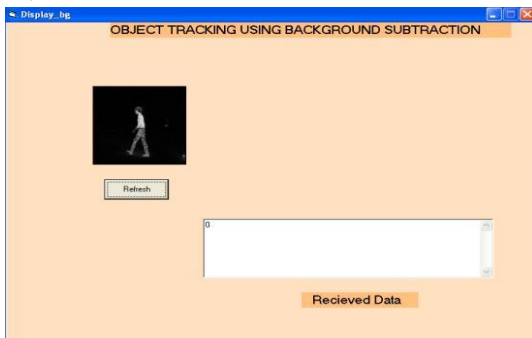 Display_bg
OBJECT TRACKING USING BACKGROUND SUBTRACTION
Refresh
0
Recieved Data